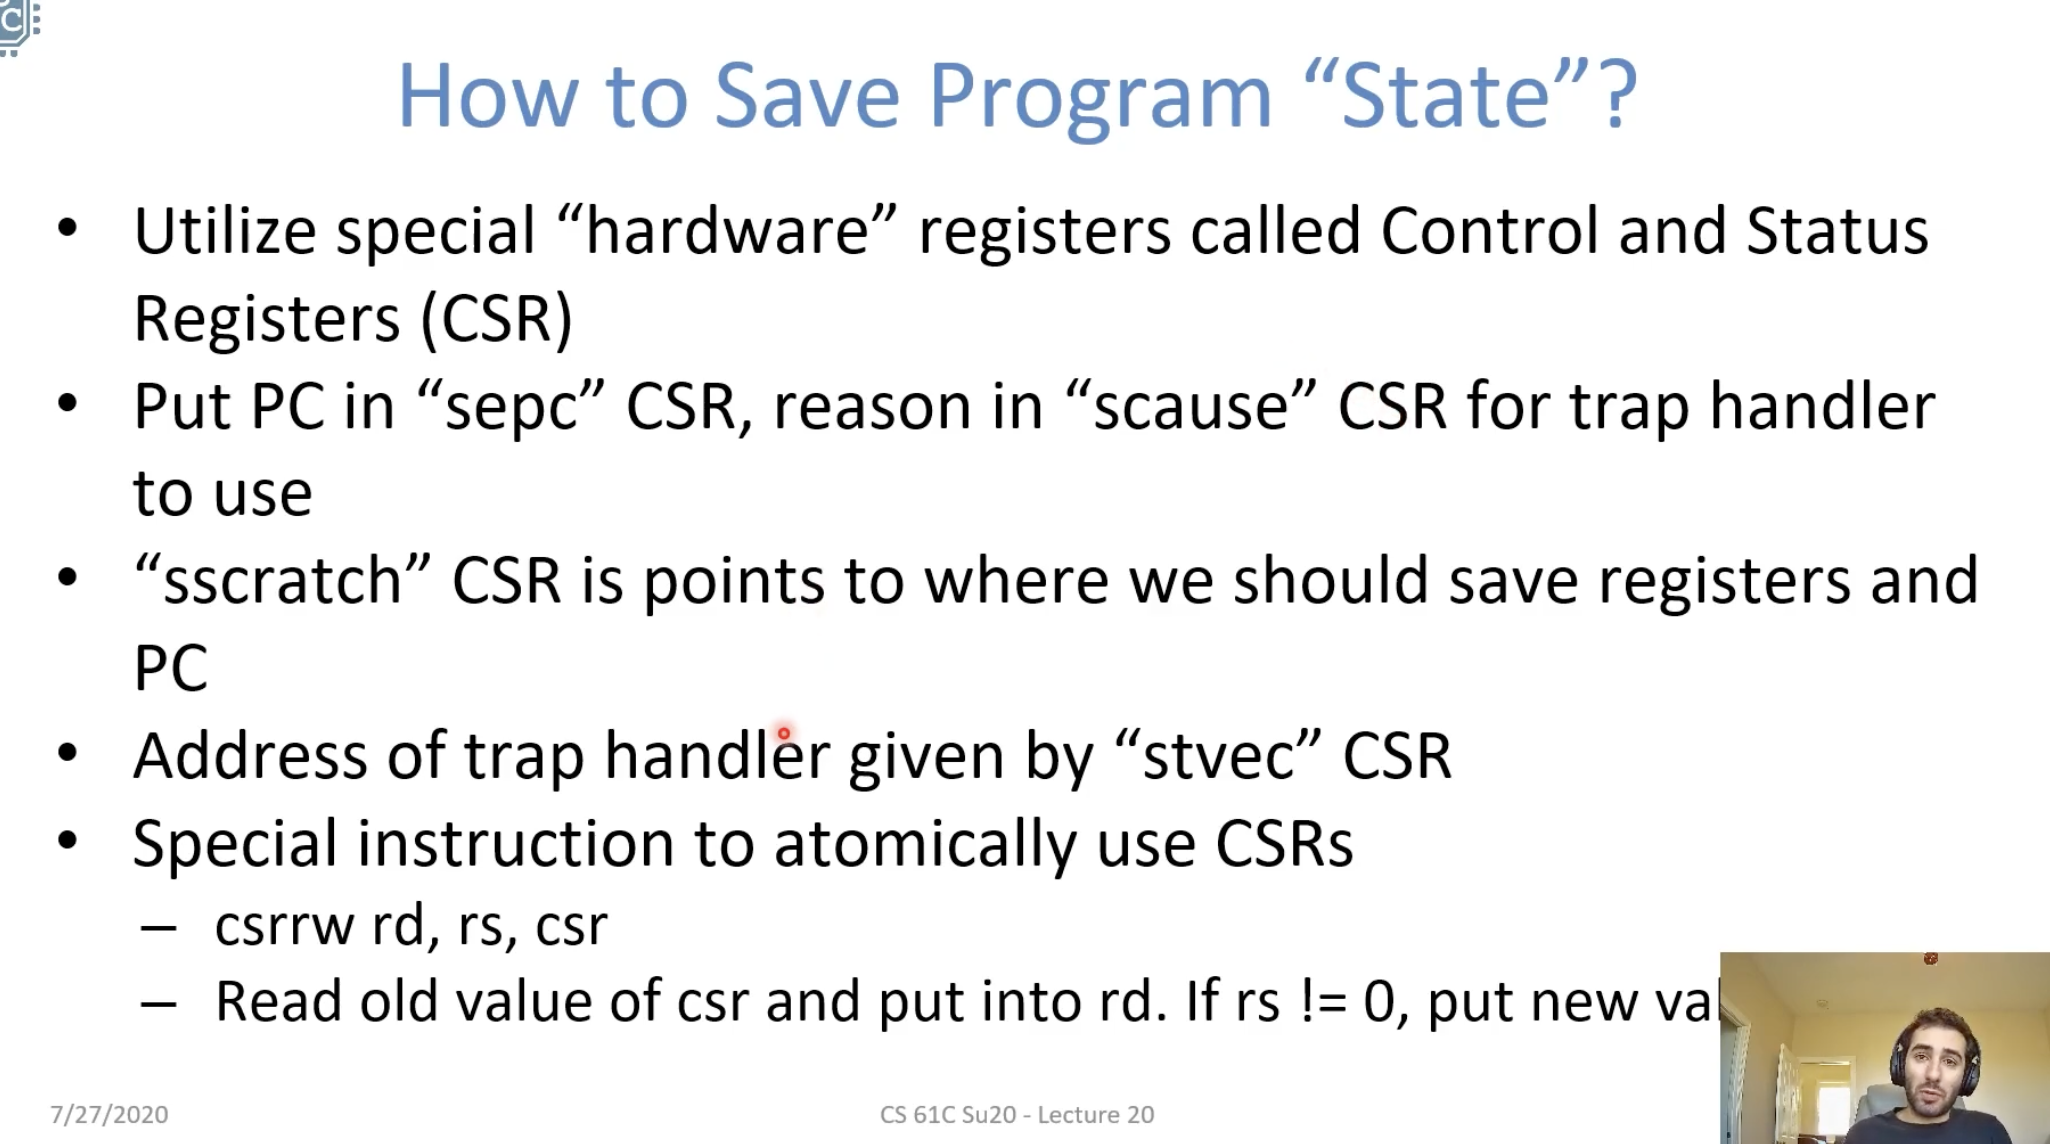 C
How to Save Program “State”?
• Utilize special “hardware” registers called Control and Status
Registers (CSR)
• Put PC in “sepc” CSR, reason in “scause” CSR for trap handler
to use
• “sscratch” CSR is points to where we should save registers and
PC
• Address of trap handler given by “stvec” CSR
• Special instruction to atomically use CSRs
– csrrw rd, rs, csr
– Read old value of csr and put into rd. If rs != 0, put new
7/27/2020
CS 61C Su20 - Lecture 20